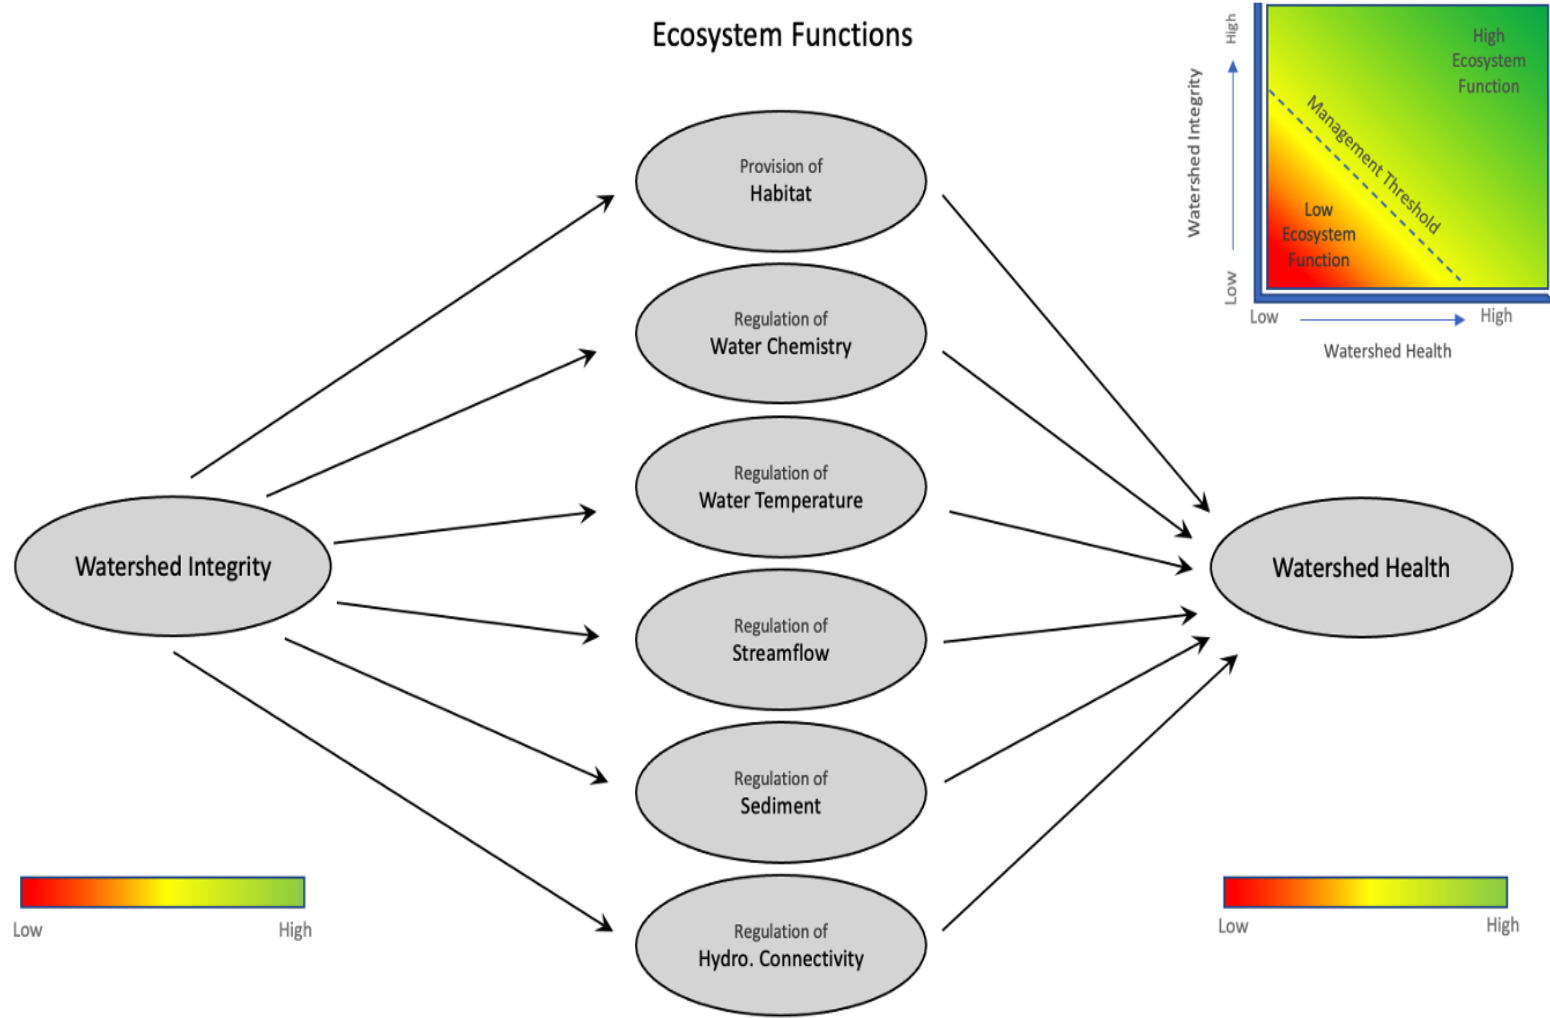 Ecosystem Functions
Provision of
Habitat
Regulation of
Water Chemistry
Regulation of
Water Temperature
Regulation of
Streamflow
Regulation of
Sediment
Regulation of
Hydro. Connectivity
Watershed Integrity
Watershed Health
Low
High
Low
High
High
Watershed Integrity
Low
High
Ecosystem
Function
Management Threshold
Low
Ecosystem
Function
Low
High
Watershed Health